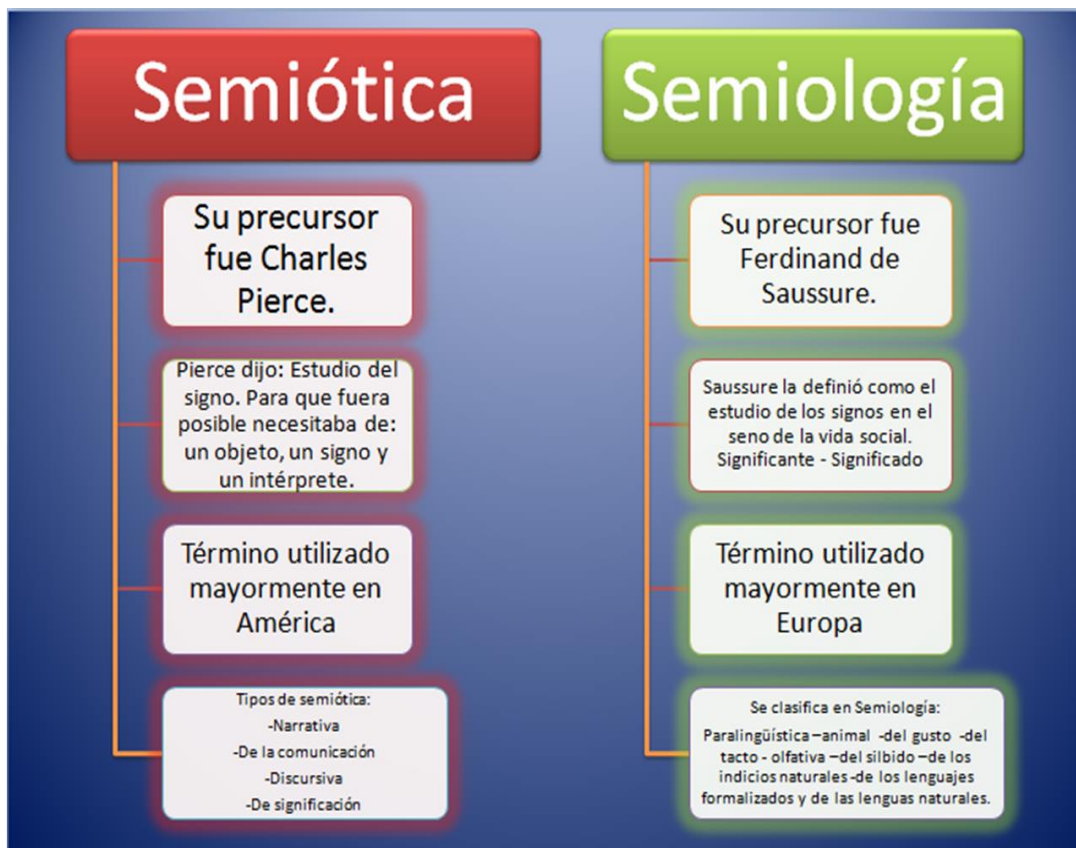 Semiótica
Su precursor
fue Charles
Pierce.
Pierce dijo: Estudio del
signo. Para que fuera
posible necesitaba de:
un objeto, un signo y
un intérprete.
Término utilizado
mayormente en
América
Tipos de semiótica:
-Narrativa
-De la comunicación
-Discursiva
-De significación
Semiología
Su precursor fue
Ferdinand de
Saussure.
Saussure la definió como el
estudio de los signos en el
seno de la vida social.
Significante - Significado
Término utilizado
mayormente en
Europa
Se clasifica en Semiología:
Paralingüística –animal -del gusto -del
tacto - olfativa –del silbido –de los
indicios naturales -de los lenguajes
formalizados y de las lenguas naturales.